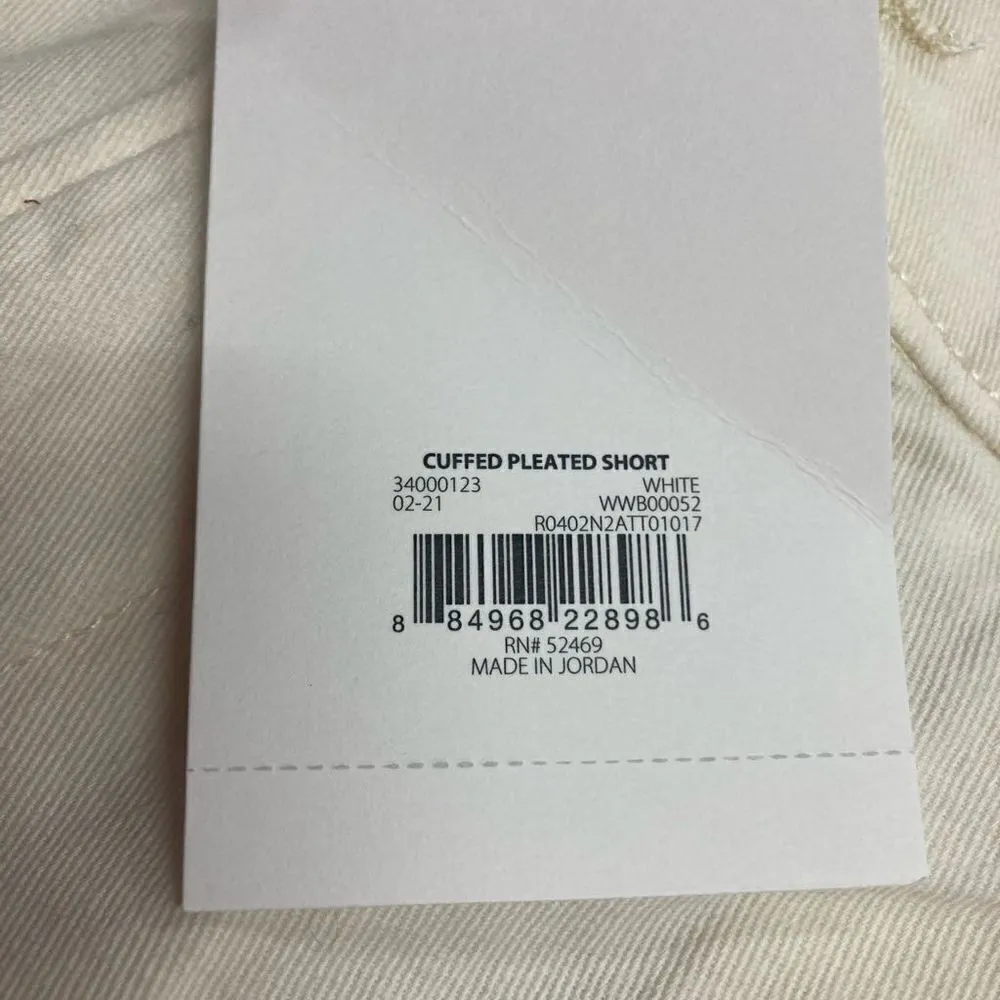 CUFFED PLEATED SHORT
34000123 WHITE
02-21 WWB00052
R0402N2ATT01017
8 84968 22898 6
RN# 52469
MADE IN JORDAN